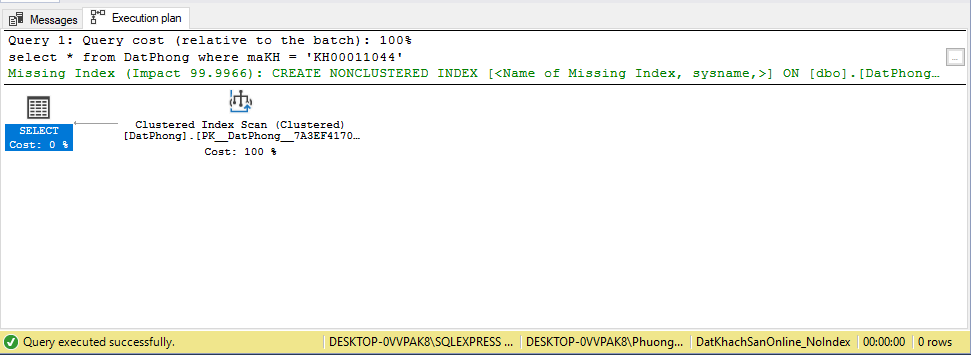 Messages
Execution plan
Query 1: Query cost (relative to the batch): 100%
select * from DatPhong where maKH = 'KH00011044'
Missing Index (Impact 99.9966): CREATE NONCLUSTERED INDEX [<Name of Missing Index, sysname,>] ON [dbo].[DatPhong…
...
SELECT
Cost: 0 %
Clustered Index Scan (Clustered)
[DatPhong].[PK__DatPhong__7A3EF4170…
Cost: 100 %
Query executed successfully.
DESKTOP-0VVPAK8\SQLEXPRESS ...
DESKTOP-0VVPAK8\Phuong...
DatKhachSanOnline_NoIndex
00:00:00
0 rows